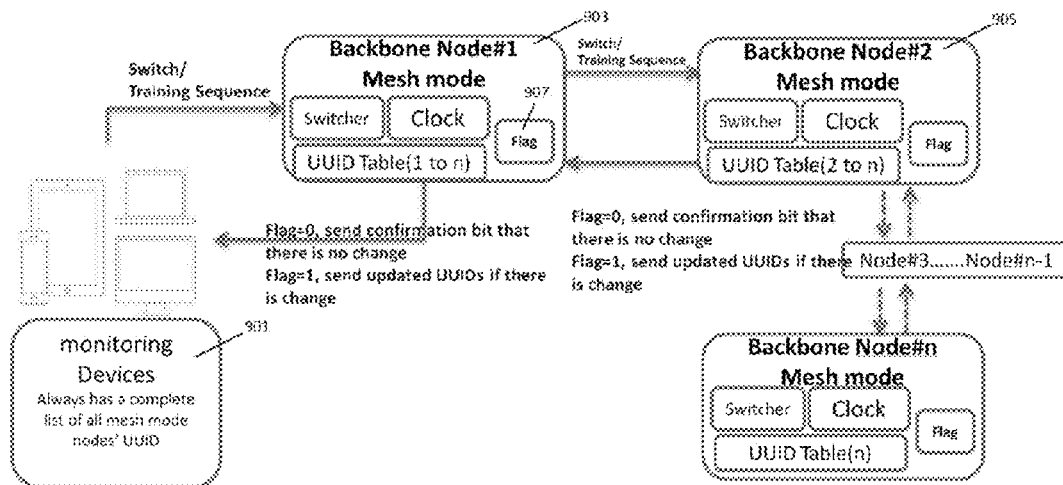 903
905
Backbone Node#1
Mesh mode
Switcher
Clock
907
Flag
UUID Table(1 to n)
Switch/
Training Sequence
Switch/
Training Sequence
Backbone Node#2
Mesh mode
Switcher
Clock
Flag
UUID Table(2 to n)
Flag=0, send confirmation bit that
there is no change
Flag=1, send updated UUIDs if there
is change
Flag=0, send confirmation bit that
there is no change
Flag=1, send updated UUIDs if there
is change
Node#3.......Node#n-1
901
monitoring
Devices
Always has a complete
list of all mesh mode
nodes' UUID
Backbone Node#n
Mesh mode
Switcher
Clock
Flag
UUID Table(n)